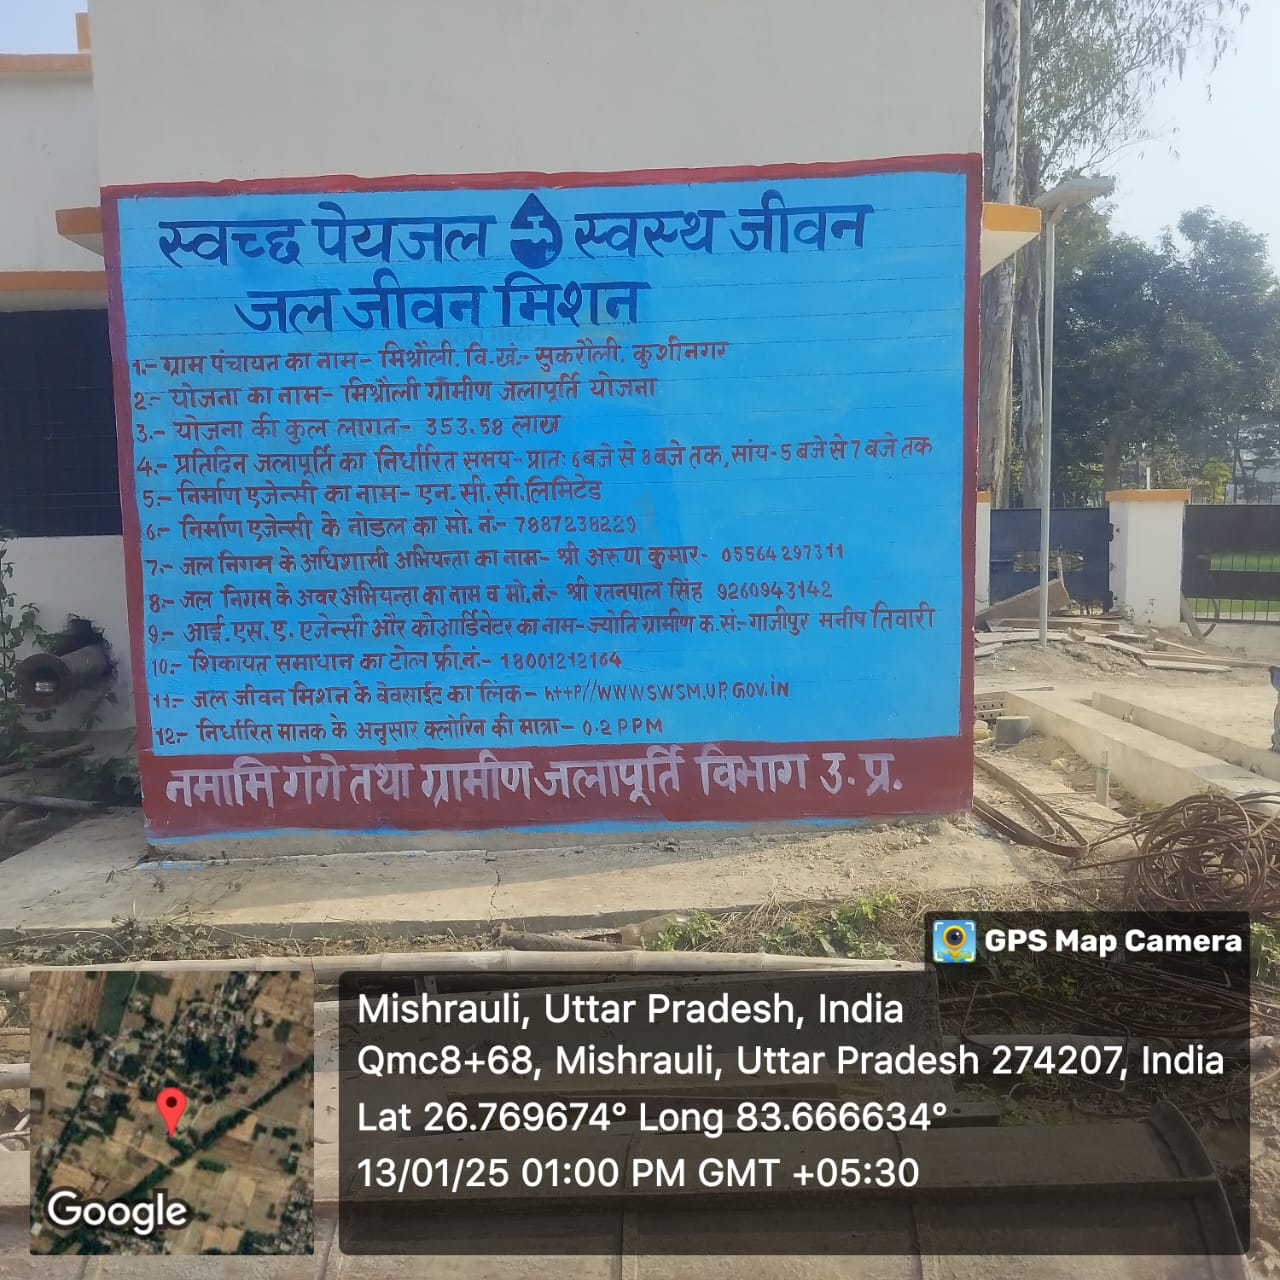 स्वच्छ पेयजल स्वस्थ जीवन
जल जीवन मिशन
1:- ग्राम पंचायत का नाम- मिश्रौली. वि.खं:- सुकरौली. कुशीनगर
2:- योजना का नाम- मिश्रौली ग्रामीण जलापूर्ति योजना
3.- योजना की कुल लागत- 353.58 लाख
4:- प्रतिदिन जलापूर्ति का निर्धारित समय- प्रातः 6 बजे से 8 बजे तक, सांय- 5 बजे से 7 बजे तक
5:- निर्माण एजेन्सी का नाम- एन. सी. सी. लिमिटेड
6:- निर्माण एजेन्सी के नोडल का मो. नं:- 7887238229
7:- जल निगम के अधिशासी अभियन्ता का नाम- श्री अरुण कुमार- 05564297311
8:- जल निगम के अवर अभियन्ता का नाम व मो.नं:- श्री रतनपाल सिंह 9260943142
9:- आई. एस. ए. एजेन्सी और कोआर्डिनेटर का नाम- ज्योति ग्रामीण क.सं:- गाजीपुर मनीष तिवारी
10:- शिकायत समाधान का टोल फ्री.नं:- 18001212164
11:- जल जीवन मिशन के वेवसाईट का लिंक- h++P//WWWSWSM.UP.GOV.iN
12:- निर्धारित मानक के अनुसार क्लोरिन की मात्रा- 0.2 PPM
नमामि गंगे तथा ग्रामीण जलापूर्ति विभाग उ. प्र.
GPS Map Camera
Mishrauli, Uttar Pradesh, India
Qmc8+68, Mishrauli, Uttar Pradesh 274207, India
Lat 26.769674° Long 83.666634°
13/01/25 01:00 PM GMT +05:30
Google